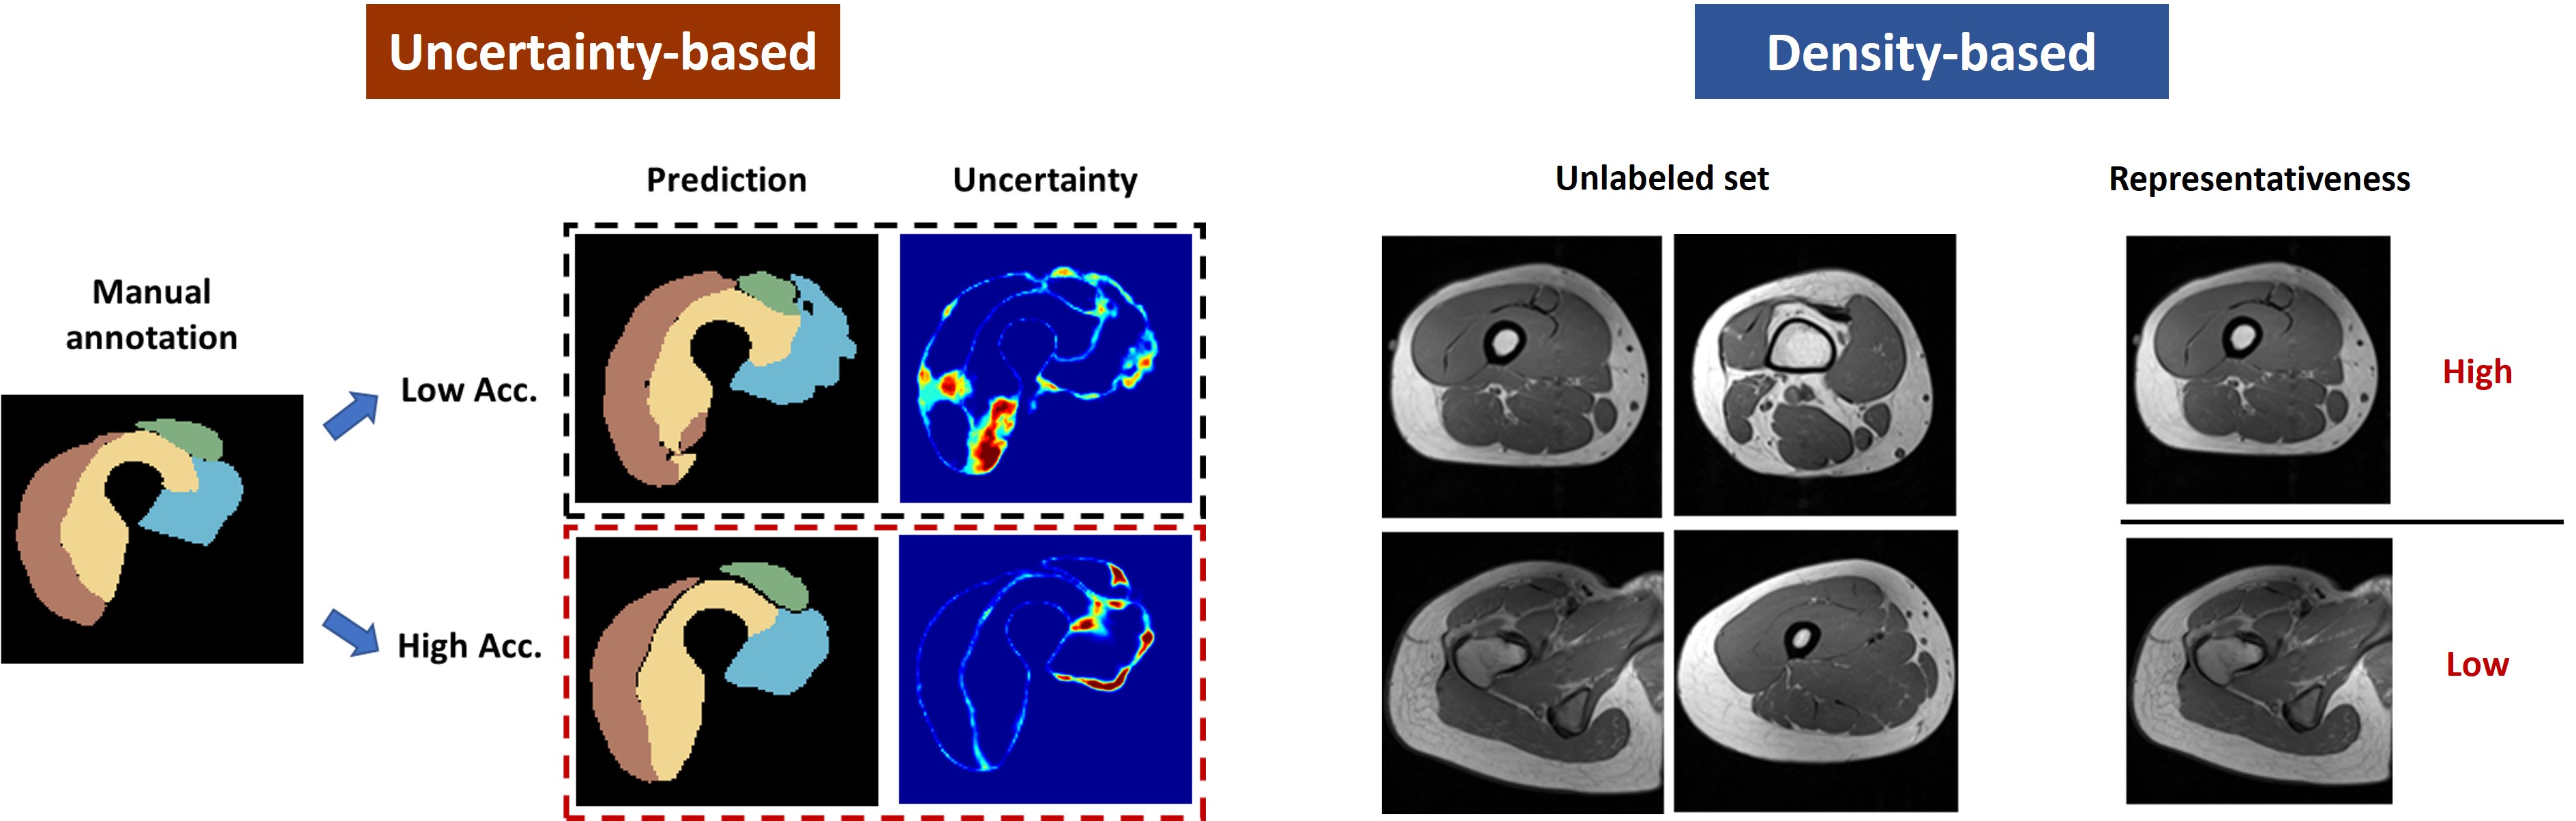 Uncertainty-based
Density-based
Prediction
Uncertainty
Unlabeled set
Representativeness
Manual
annotation
Low Acc.
High Acc.
High
Low